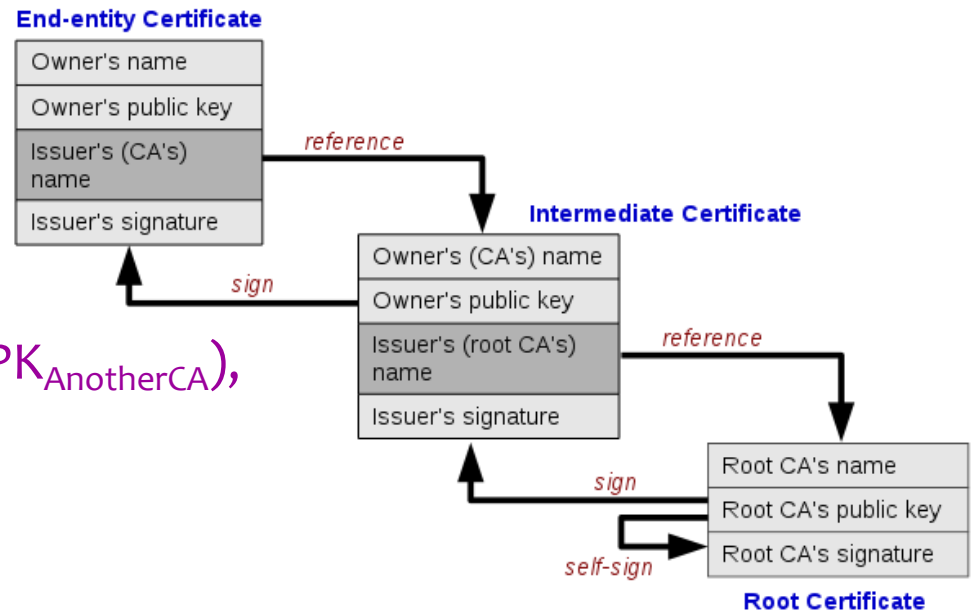 End-entity Certificate
Owner's name
Owner's public key
Issuer's (CA's)
name
Issuer's signature
reference
sign
Intermediate Certificate
Owner's (CA's) name
Owner's public key
Issuer's (root CA's)
name
Issuer's signature
PK_AnotherCA),
reference
sign
self-sign
Root CA's name
Root CA's public key
Root CA's signature
Root Certificate